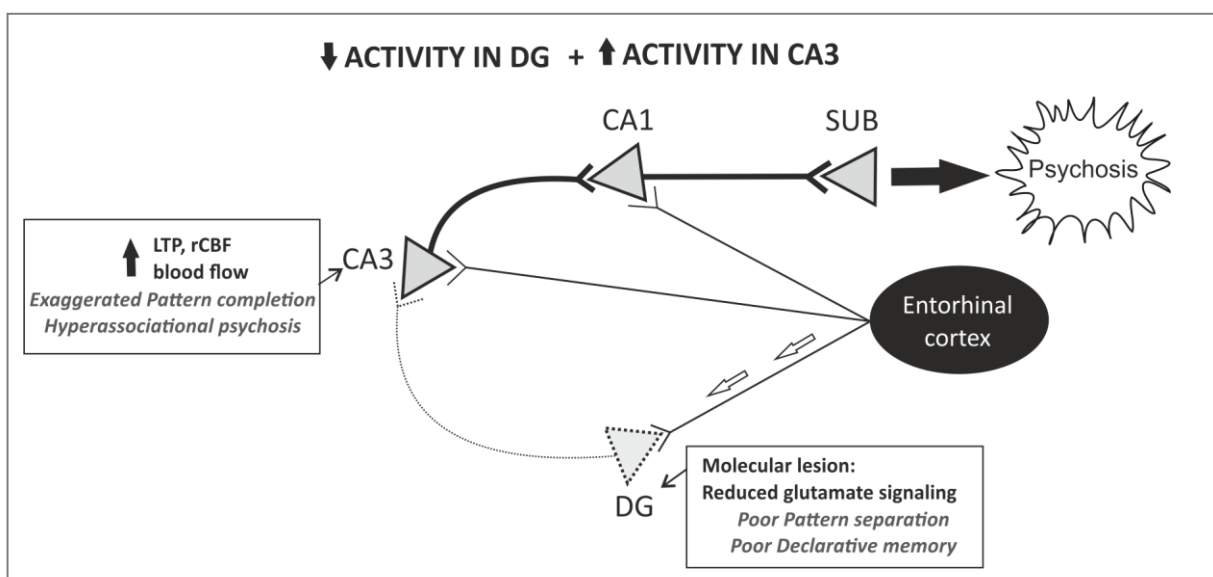 ⬇ ACTIVITY IN DG + ⬆ ACTIVITY IN CA3
CA1
SUB
Psychosis
LTP, rCBF
blood flow
Exaggerated Pattern completion
Hyperassociational psychosis
CA3
Entorhinal
cortex
DG
Molecular lesion:
Reduced glutamate signaling
Poor Pattern separation
Poor Declarative memory